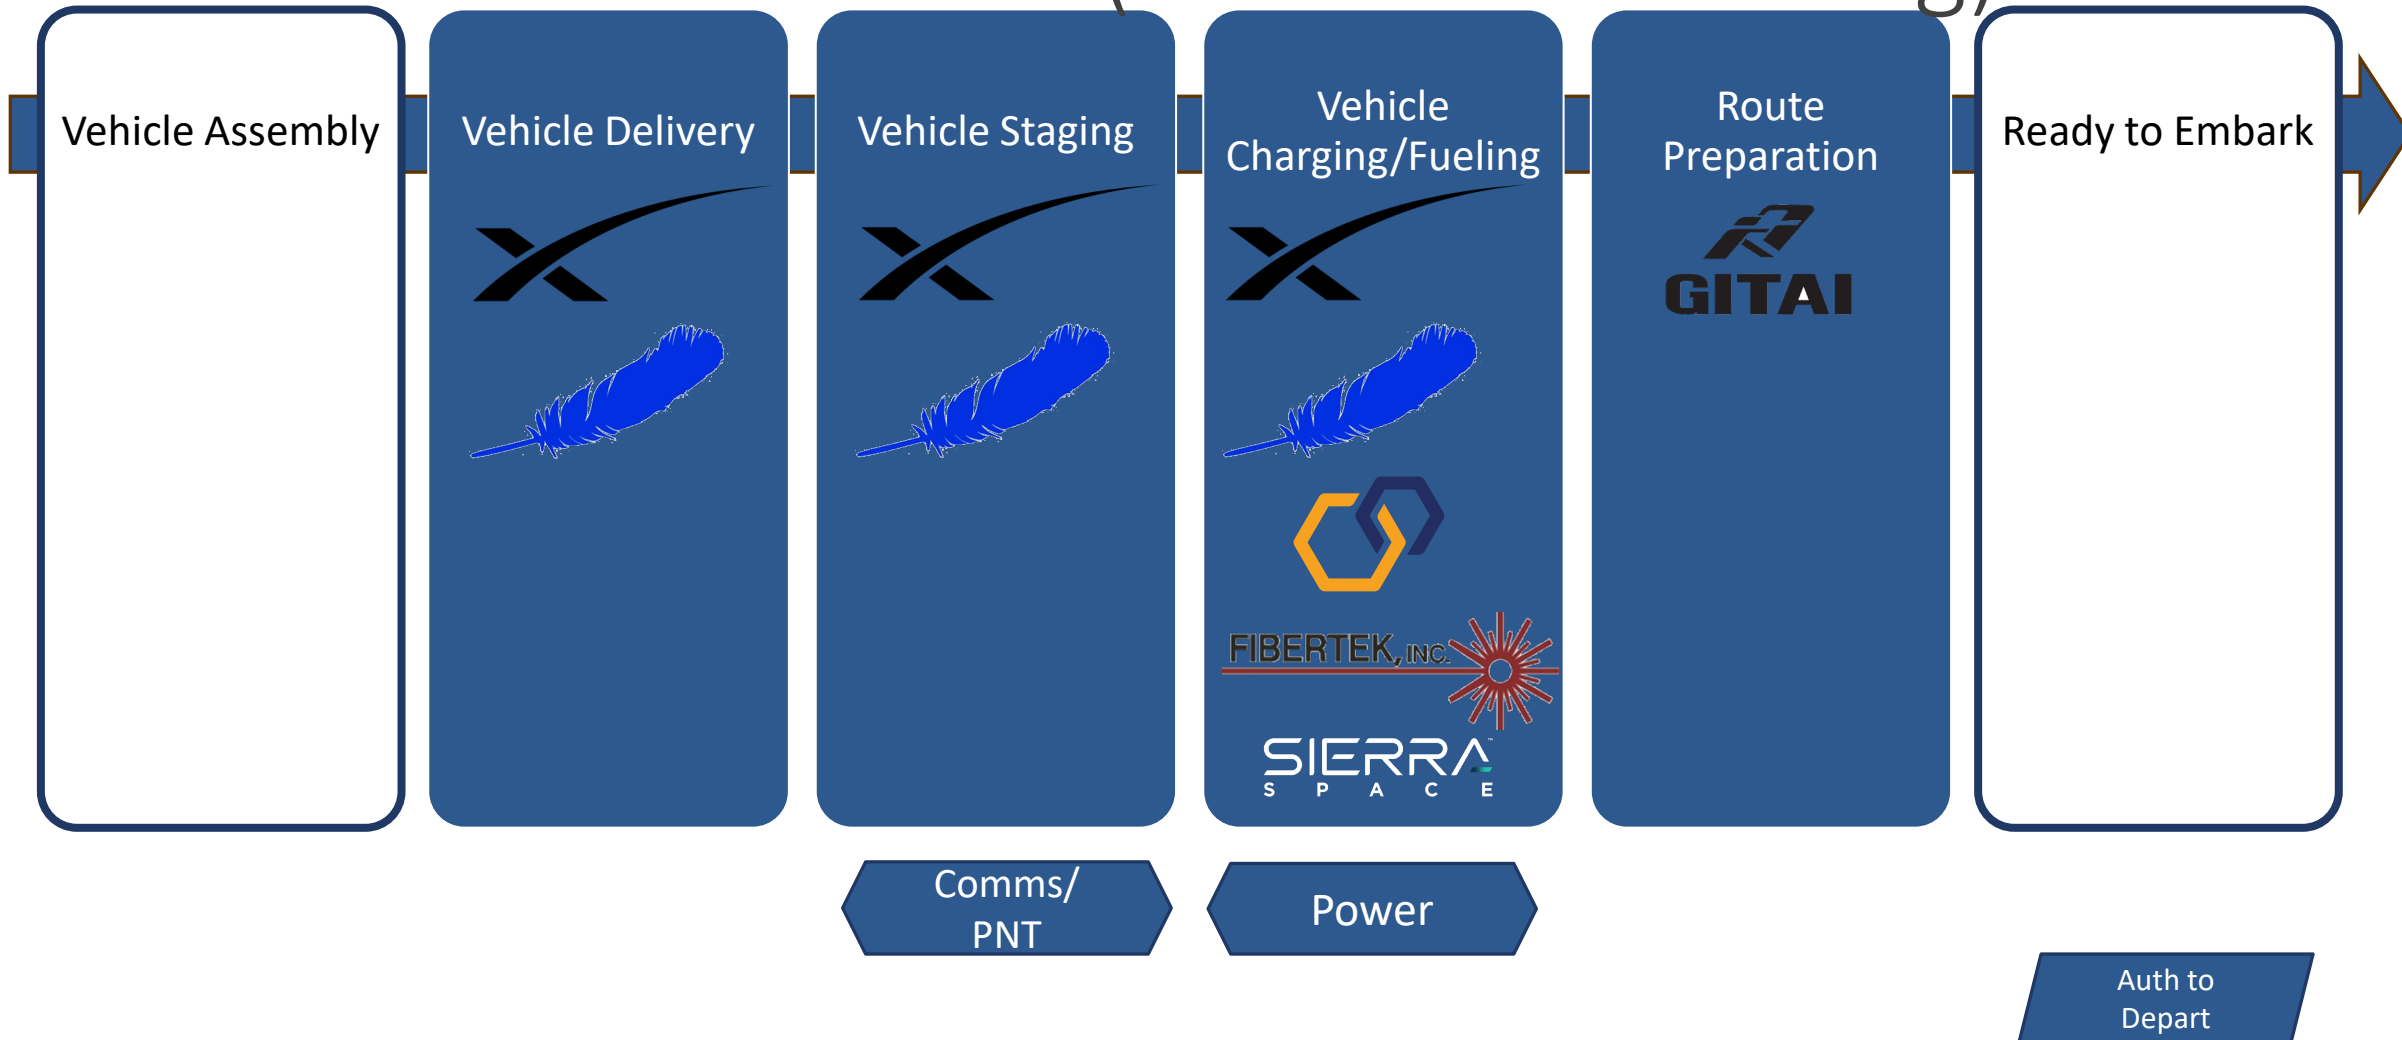 Vehicle Assembly
Vehicle Delivery
Vehicle Staging
Vehicle
Charging/Fueling
Route
Preparation
Ready to Embark
GITAI
FIBERTEK, INC.
SIERRA™
SPACE
Comms/
PNT
Power
Auth to
Depart